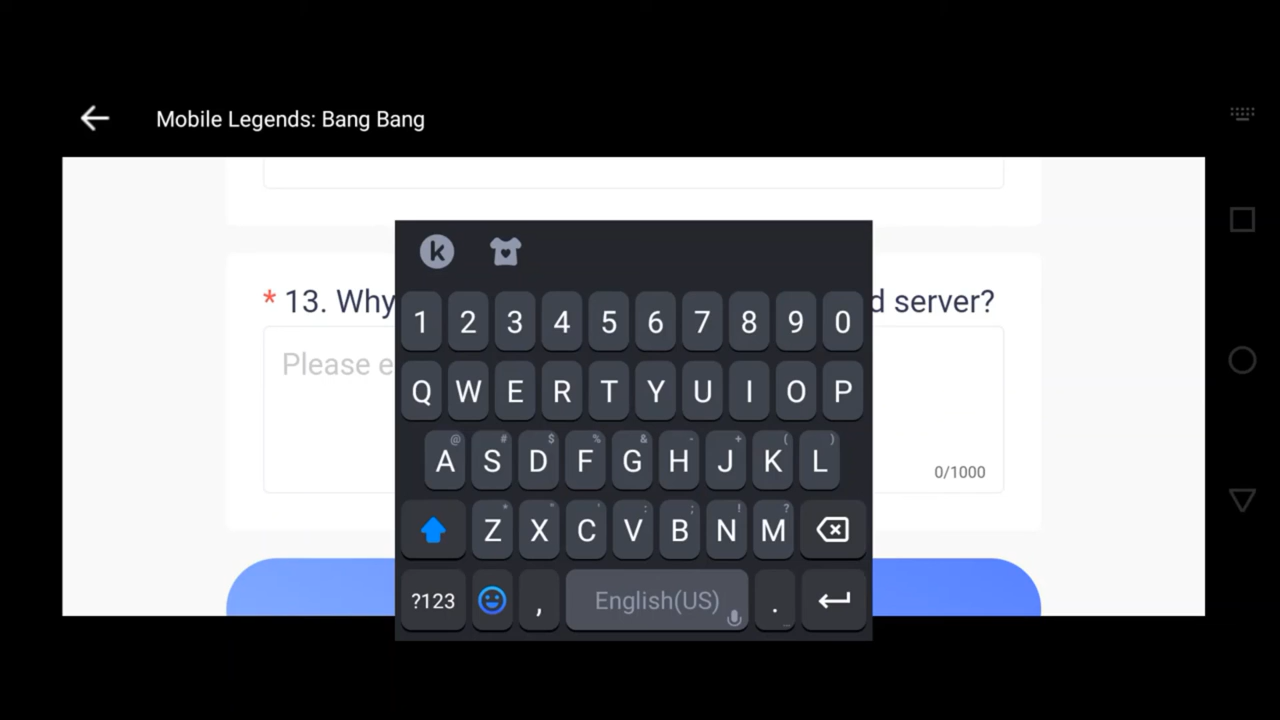 Mobile Legends: Bang Bang
* 13. Why d server?
Please e
0/1000
k
1 2 3 4 5 6 7 8 9 0
Q W E R T Y U I O P
@ # $ % & - + ( )
A S D F G H J K L
* " ' : ; ! ?
Z X C V B N M
?123 , English(US) .